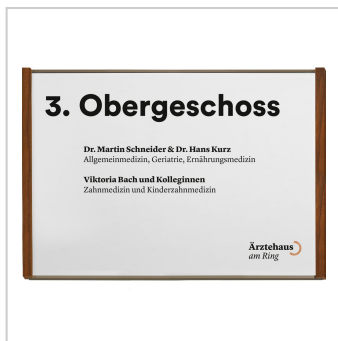 3. Obergeschoss
Dr. Martin Schneider & Dr. Hans Kurz
Allgemeinmedizin, Geriatrie, Ernährungsmedizin
Viktoria Bach und Kolleginnen
Zahnmedizin und Kinderzahnmedizin
Ärztehaus
am Ring